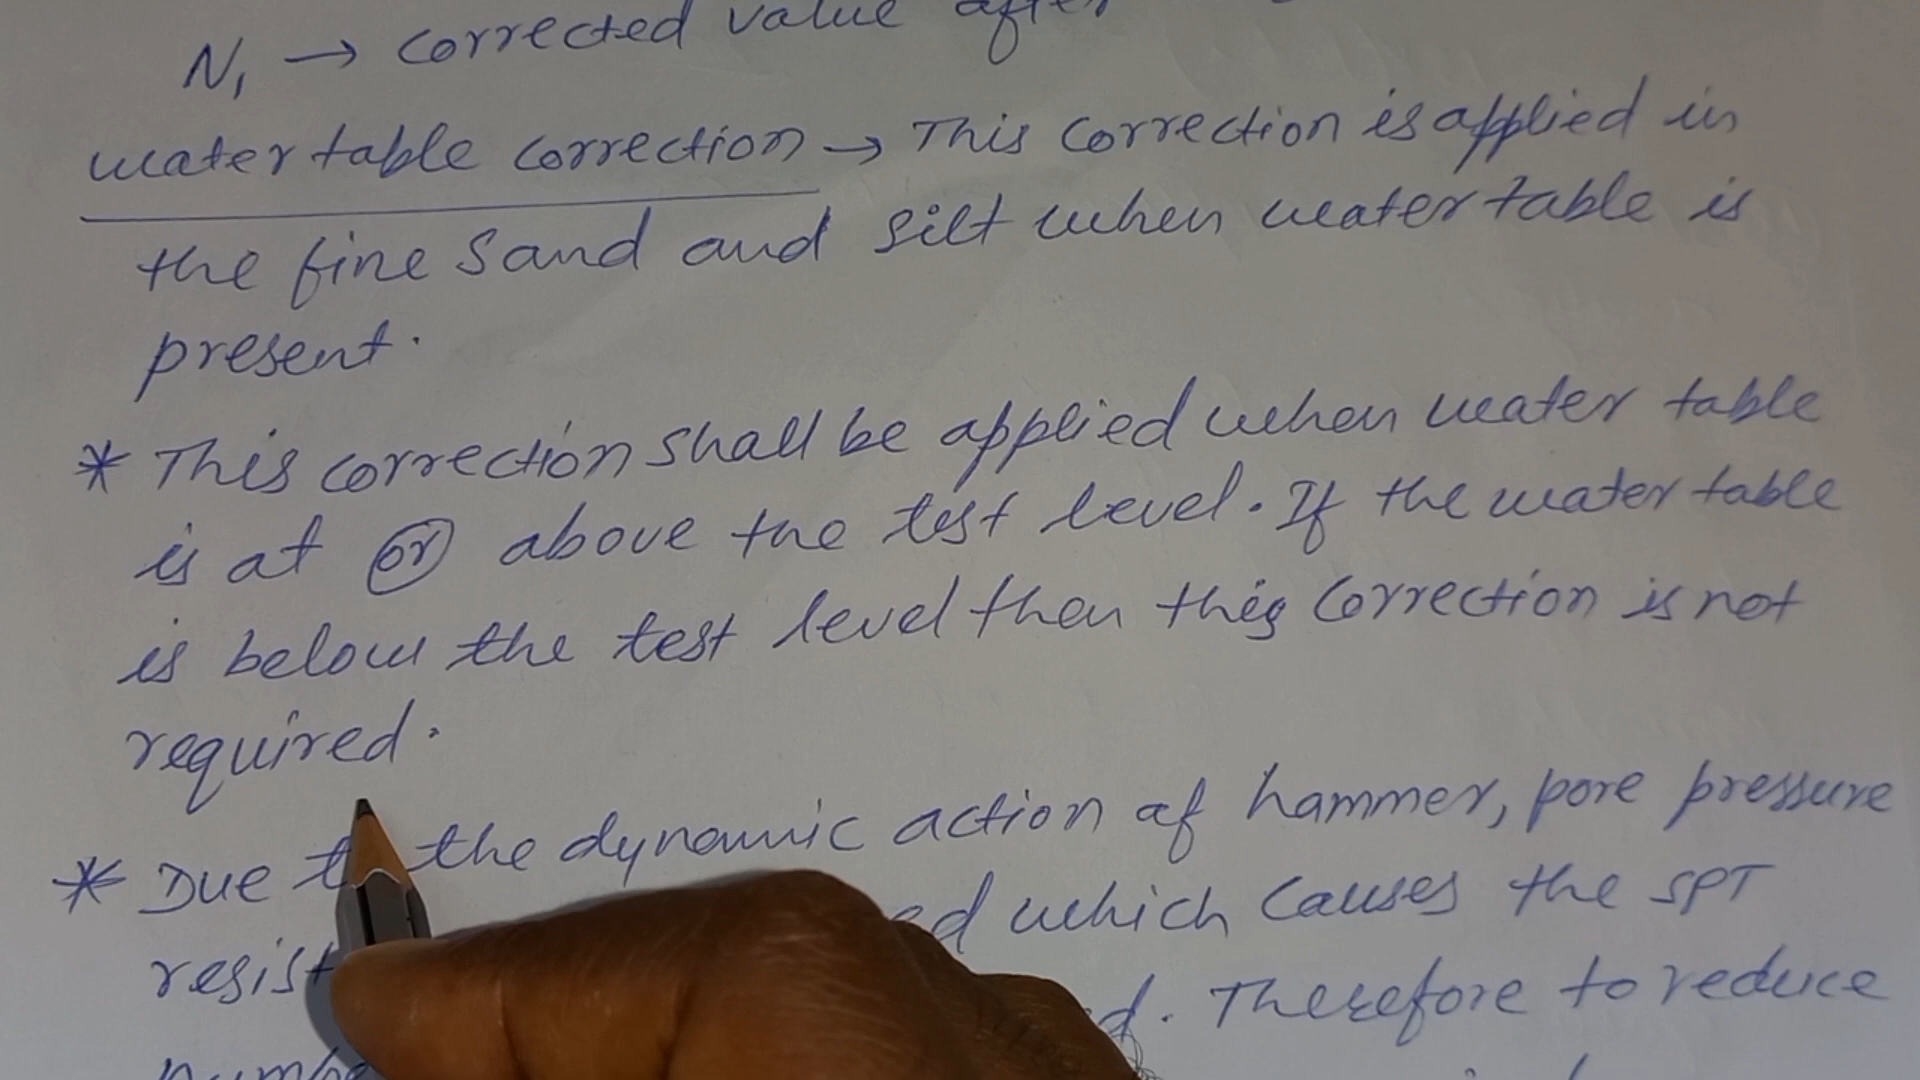 N₁ → corrected value after
water table correction → This correction is applied in
the fine sand and silt when water table is
present.
* This correction shall be applied when water table
is at or above the test level. If the water table
is below the test level then this correction is not
required.
* Due to the dynamic action of hammer, pore pressure
which causes the SPT
Therefore to reduce